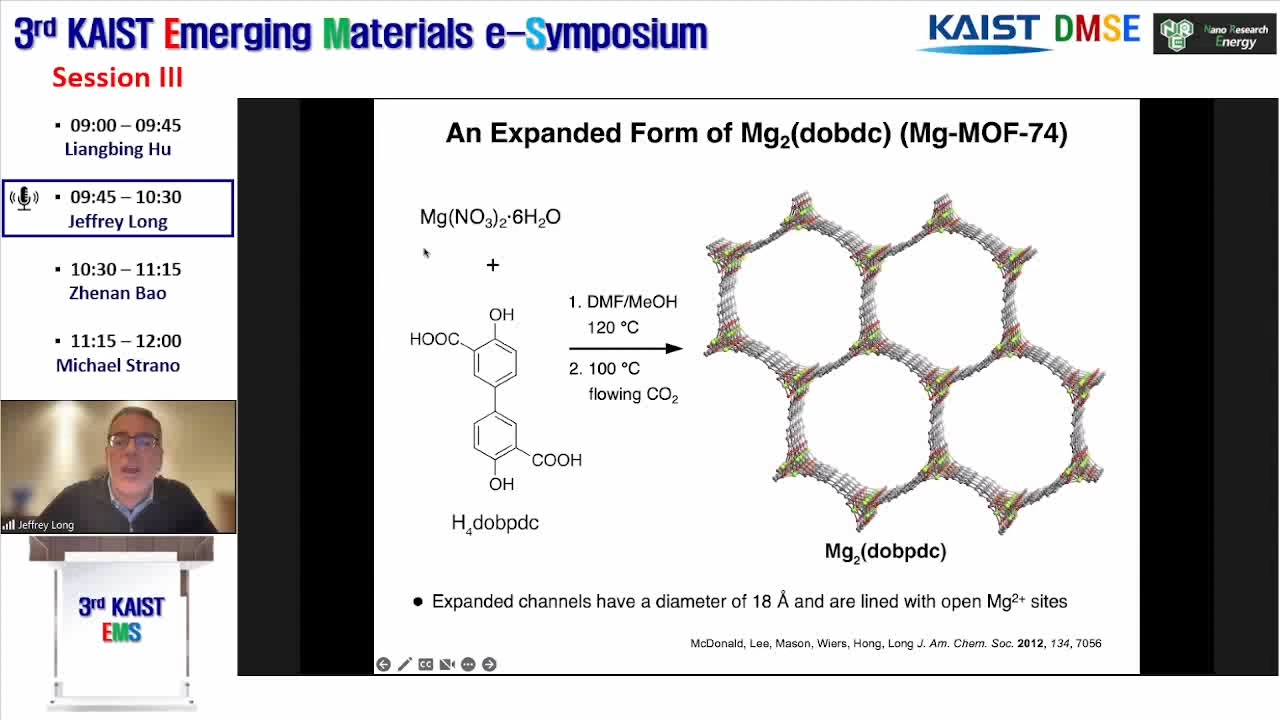 3rd KAIST Emerging Materials e-Symposium
KAIST DMSE
NRE
Nano Research
Energy
Session III
▪ 09:00 – 09:45
Liangbing Hu
▪ 09:45 – 10:30
Jeffrey Long
▪ 10:30 – 11:15
Zhenan Bao
▪ 11:15 – 12:00
Michael Strano
Jeffrey Long
3rd KAIST
EMS
An Expanded Form of Mg₂(dobdc) (Mg-MOF-74)
Mg(NO₃)₂·6H₂O
+
OH
HOOC
COOH
OH
H₄dobpdc
1. DMF/MeOH
120 °C
2. 100 °C
flowing CO₂
Mg₂(dobpdc)
● Expanded channels have a diameter of 18 Å and are lined with open Mg²⁺ sites
McDonald, Lee, Mason, Wiers, Hong, Long J. Am. Chem. Soc. 2012, 134, 7056
CC